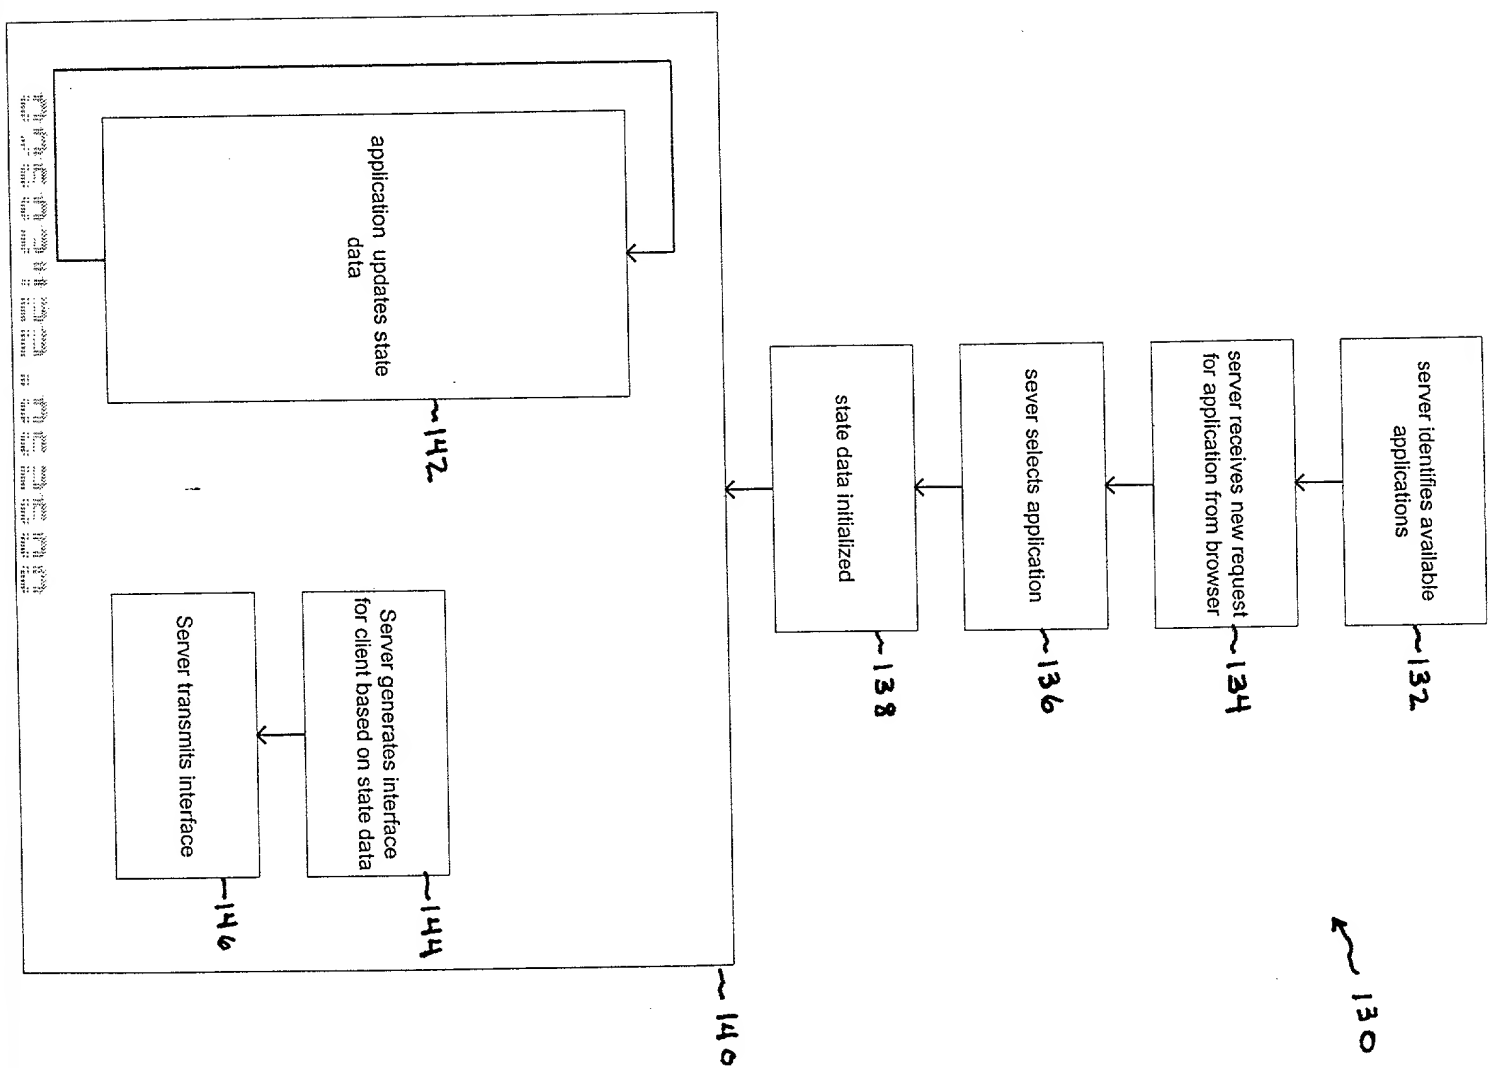 130
server identifies available
applications
132
server receives new request
for application from browser
134
sever selects application
136
state data initialized
138
140
application updates state
data
142
Server generates interface
for client based on state data
144
Server transmits interface
146